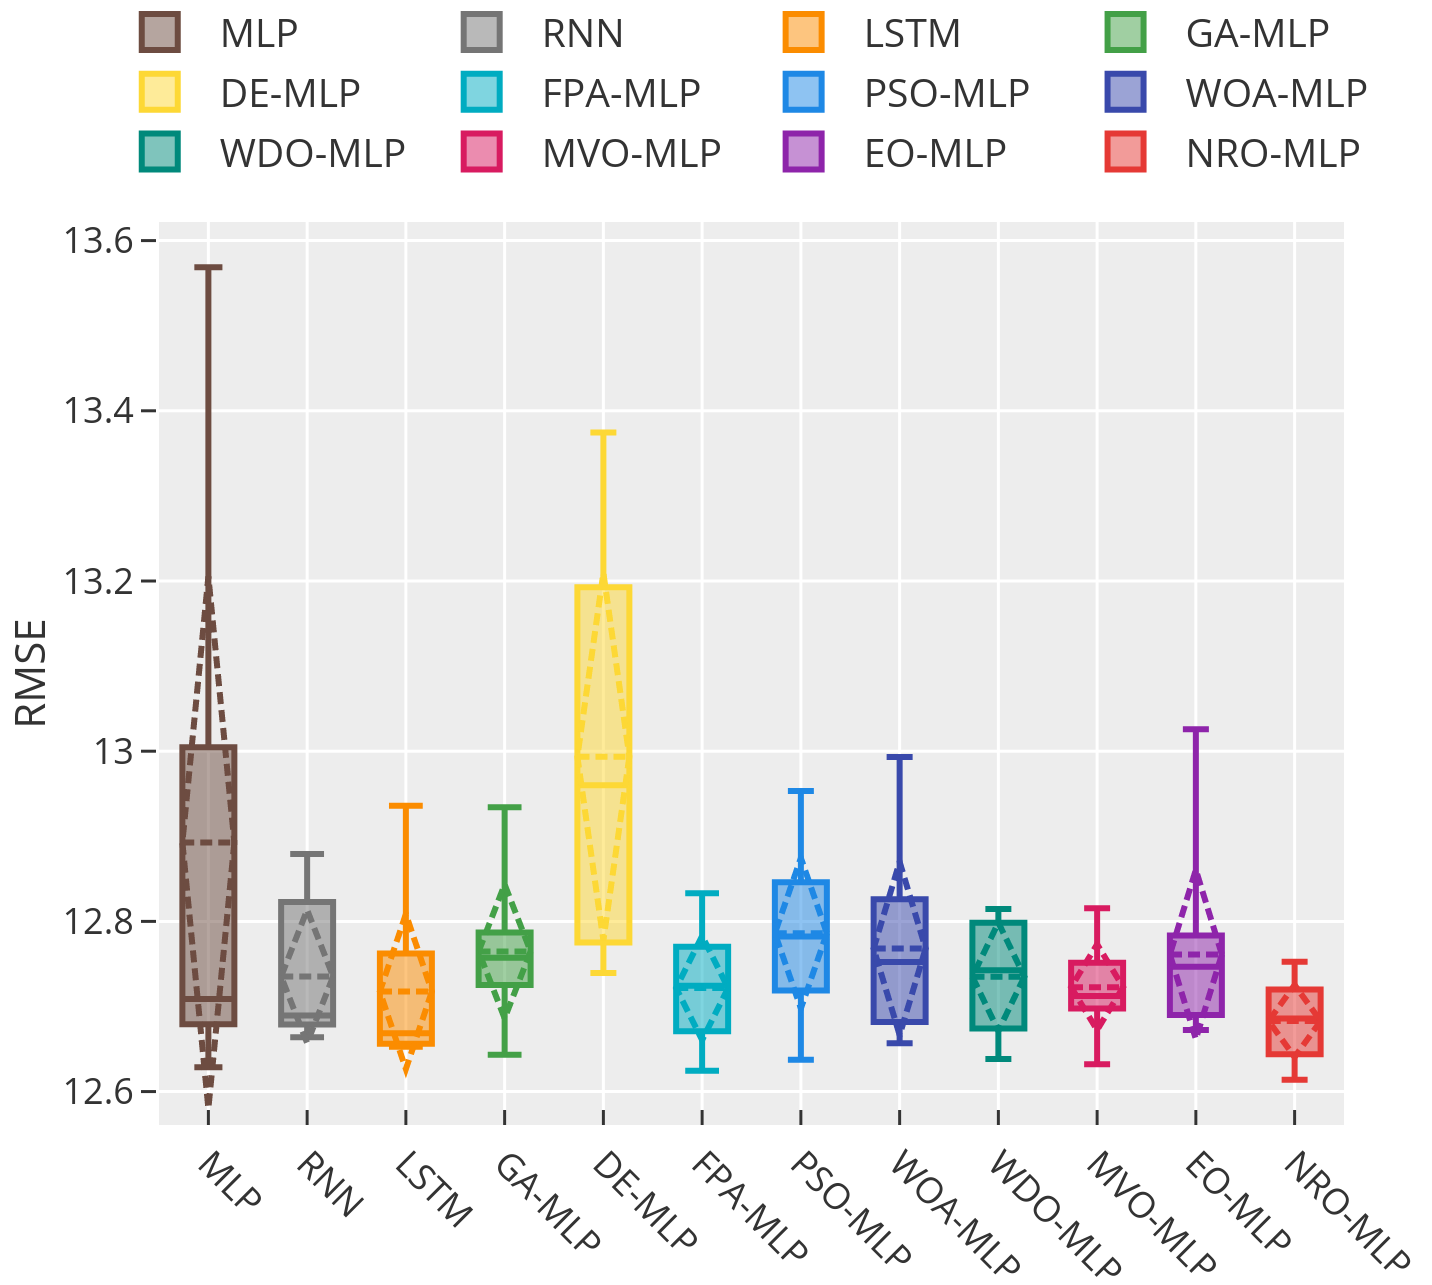 MLP RNN LSTM GA-MLP
DE-MLP FPA-MLP PSO-MLP WOA-MLP
WDO-MLP MVO-MLP EO-MLP NRO-MLP
13.6
13.4
13.2
13
12.8
12.6
RMSE
MLP RNN LSTM GA-MLP DE-MLP FPA-MLP PSO-MLP WOA-MLP WDO-MLP MVO-MLP EO-MLP NRO-MLP